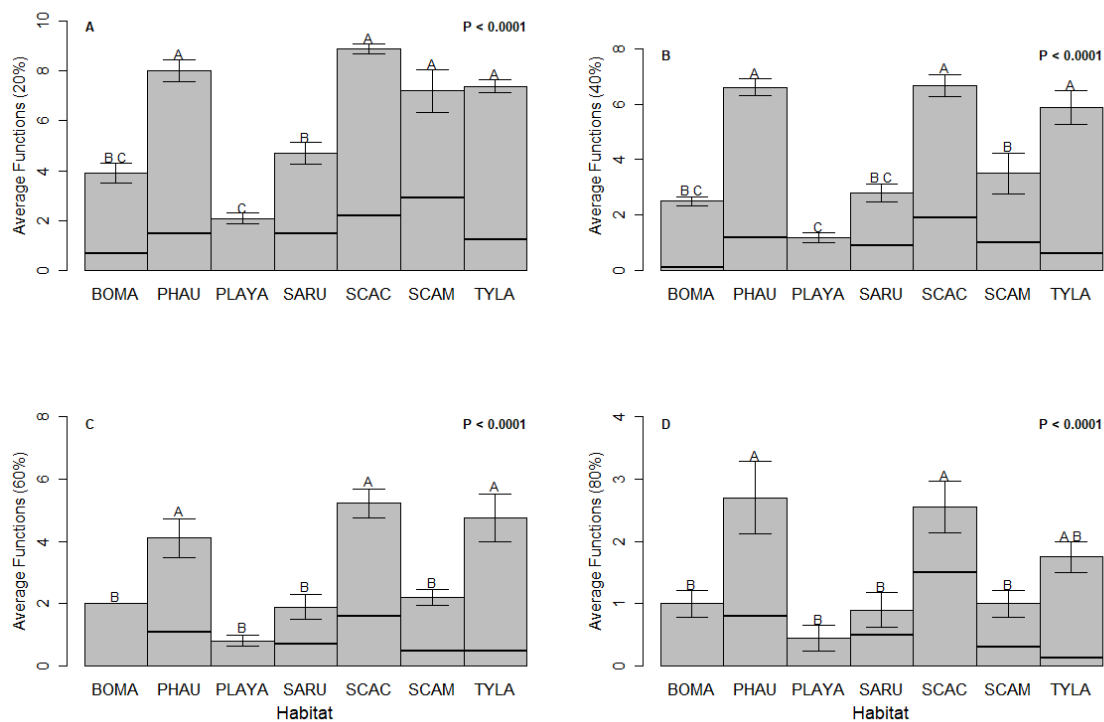 A
P < 0.0001
Average Functions (20%)
10
8
6
4
2
0
B C
A
C
B
A
A
A
BOMA PHAU PLAYA SARU SCAC SCAM TYLA
B
P < 0.0001
Average Functions (40%)
8
6
4
2
0
B C
A
C
B C
A
B
A
BOMA PHAU PLAYA SARU SCAC SCAM TYLA
C
P < 0.0001
Average Functions (60%)
8
6
4
2
0
B
A
B
B
A
B
A
BOMA PHAU PLAYA SARU SCAC SCAM TYLA
Habitat
D
P < 0.0001
Average Functions (80%)
4
3
2
1
0
B
A
B
B
A
B
A B
BOMA PHAU PLAYA SARU SCAC SCAM TYLA
Habitat